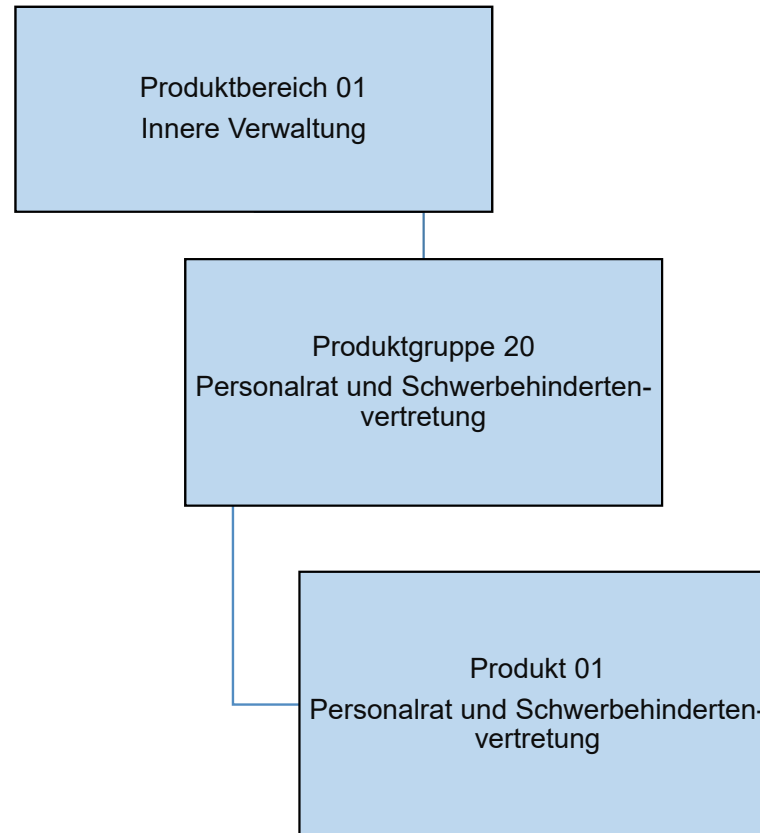 Produktbereich 01
Innere Verwaltung
Produktgruppe 20
Personalrat und Schwerbehinderten-
vertretung
Produkt 01
Personalrat und Schwerbehinderten-
vertretung